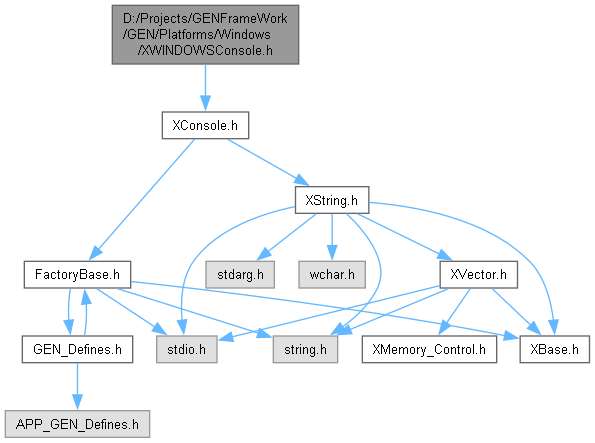 D:/Projects/GENFrameWork
/GEN/Platforms/Windows
/XWINDOWSConsole.h
XConsole.h
XString.h
FactoryBase.h
stdarg.h
wchar.h
XVector.h
GEN_Defines.h
stdio.h
string.h
XMemory_Control.h
XBase.h
APP_GEN_Defines.h